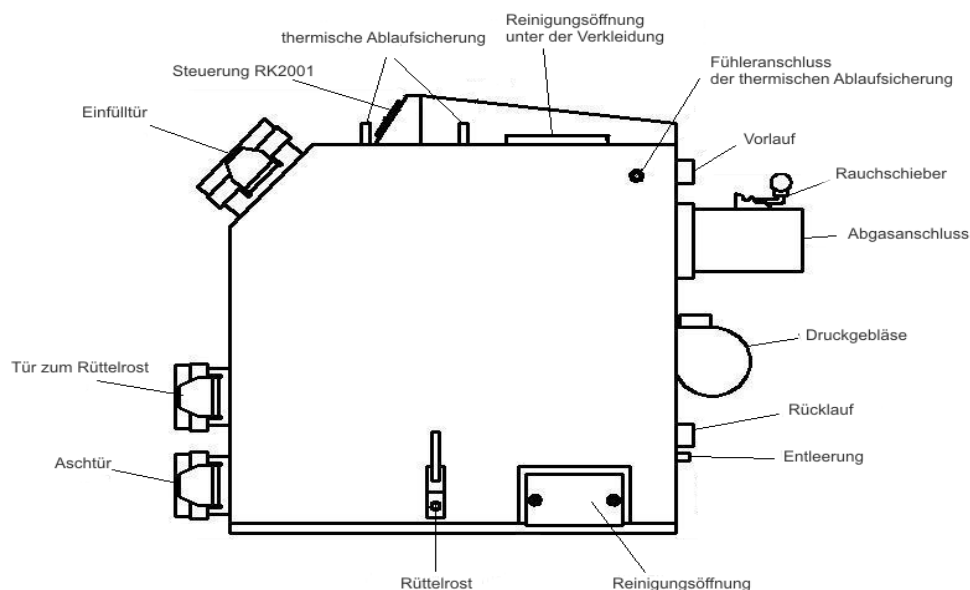 Reinigungsöffnung
unter der Verkleidung
thermische Ablaufsicherung
Steuerung RK2001
Fühleranschluss
der thermischen Ablaufsicherung
Einfülltür
Vorlauf
Rauchschieber
Abgasanschluss
Druckgebläse
Tür zum Rüttelrost
Rücklauf
Aschtür
Entleerung
Rüttelrost
Reinigungsöffnung